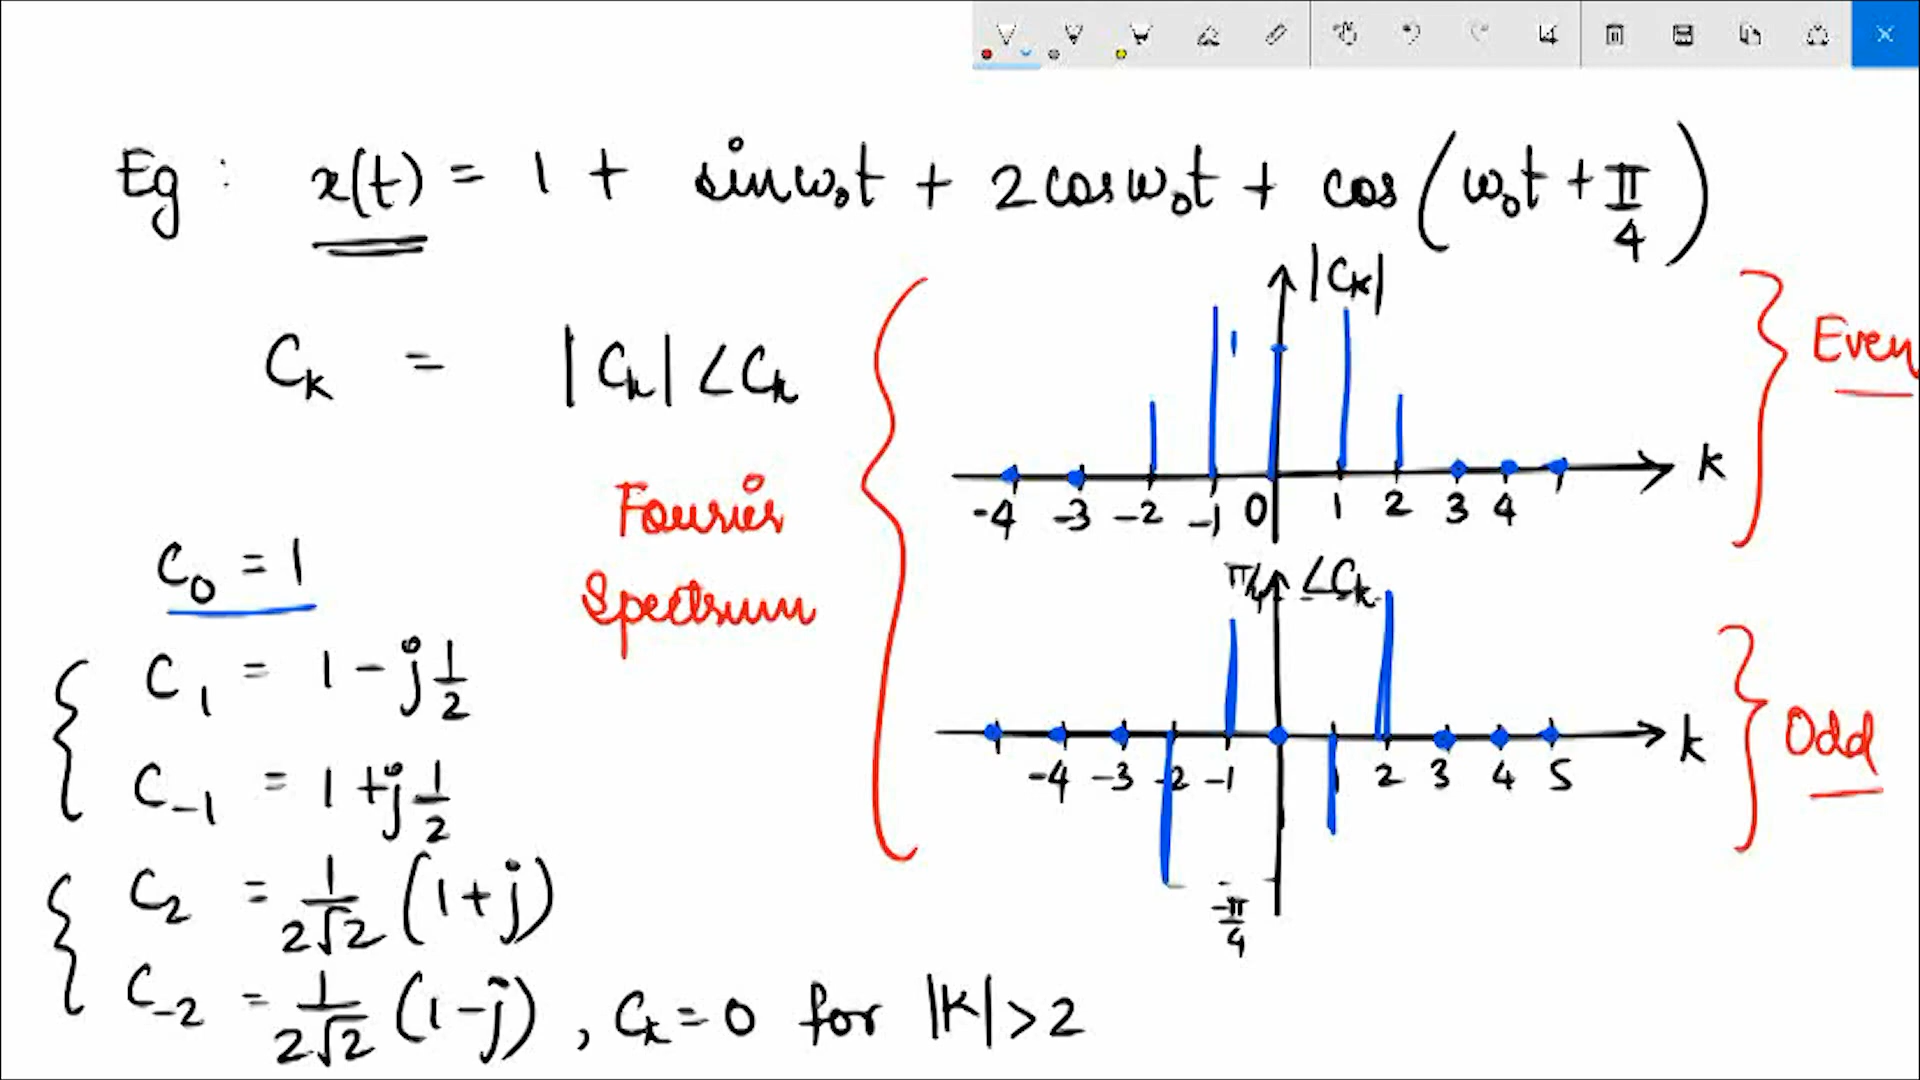 Eg : x(t) = 1 + sinω₀t + 2cosω₀t + cos(ω₀t + π/4)
|Cₖ|
Even
Cₖ = |Cₖ| ∠Cₖ
k
-4 -3 -2 -1 0 1 2 3 4
Fourier
Spectrum
C₀ = 1
π/4 ∠Cₖ
C₁ = 1 - j 1/2
Odd
k
-4 -3 -2 -1 1 2 3 4 5
C₋₁ = 1 + j 1/2
-π/4
C₂ = 1/2√2 (1+j)
C₋₂ = 1/2√2 (1-j), Cₖ = 0 for |k| > 2